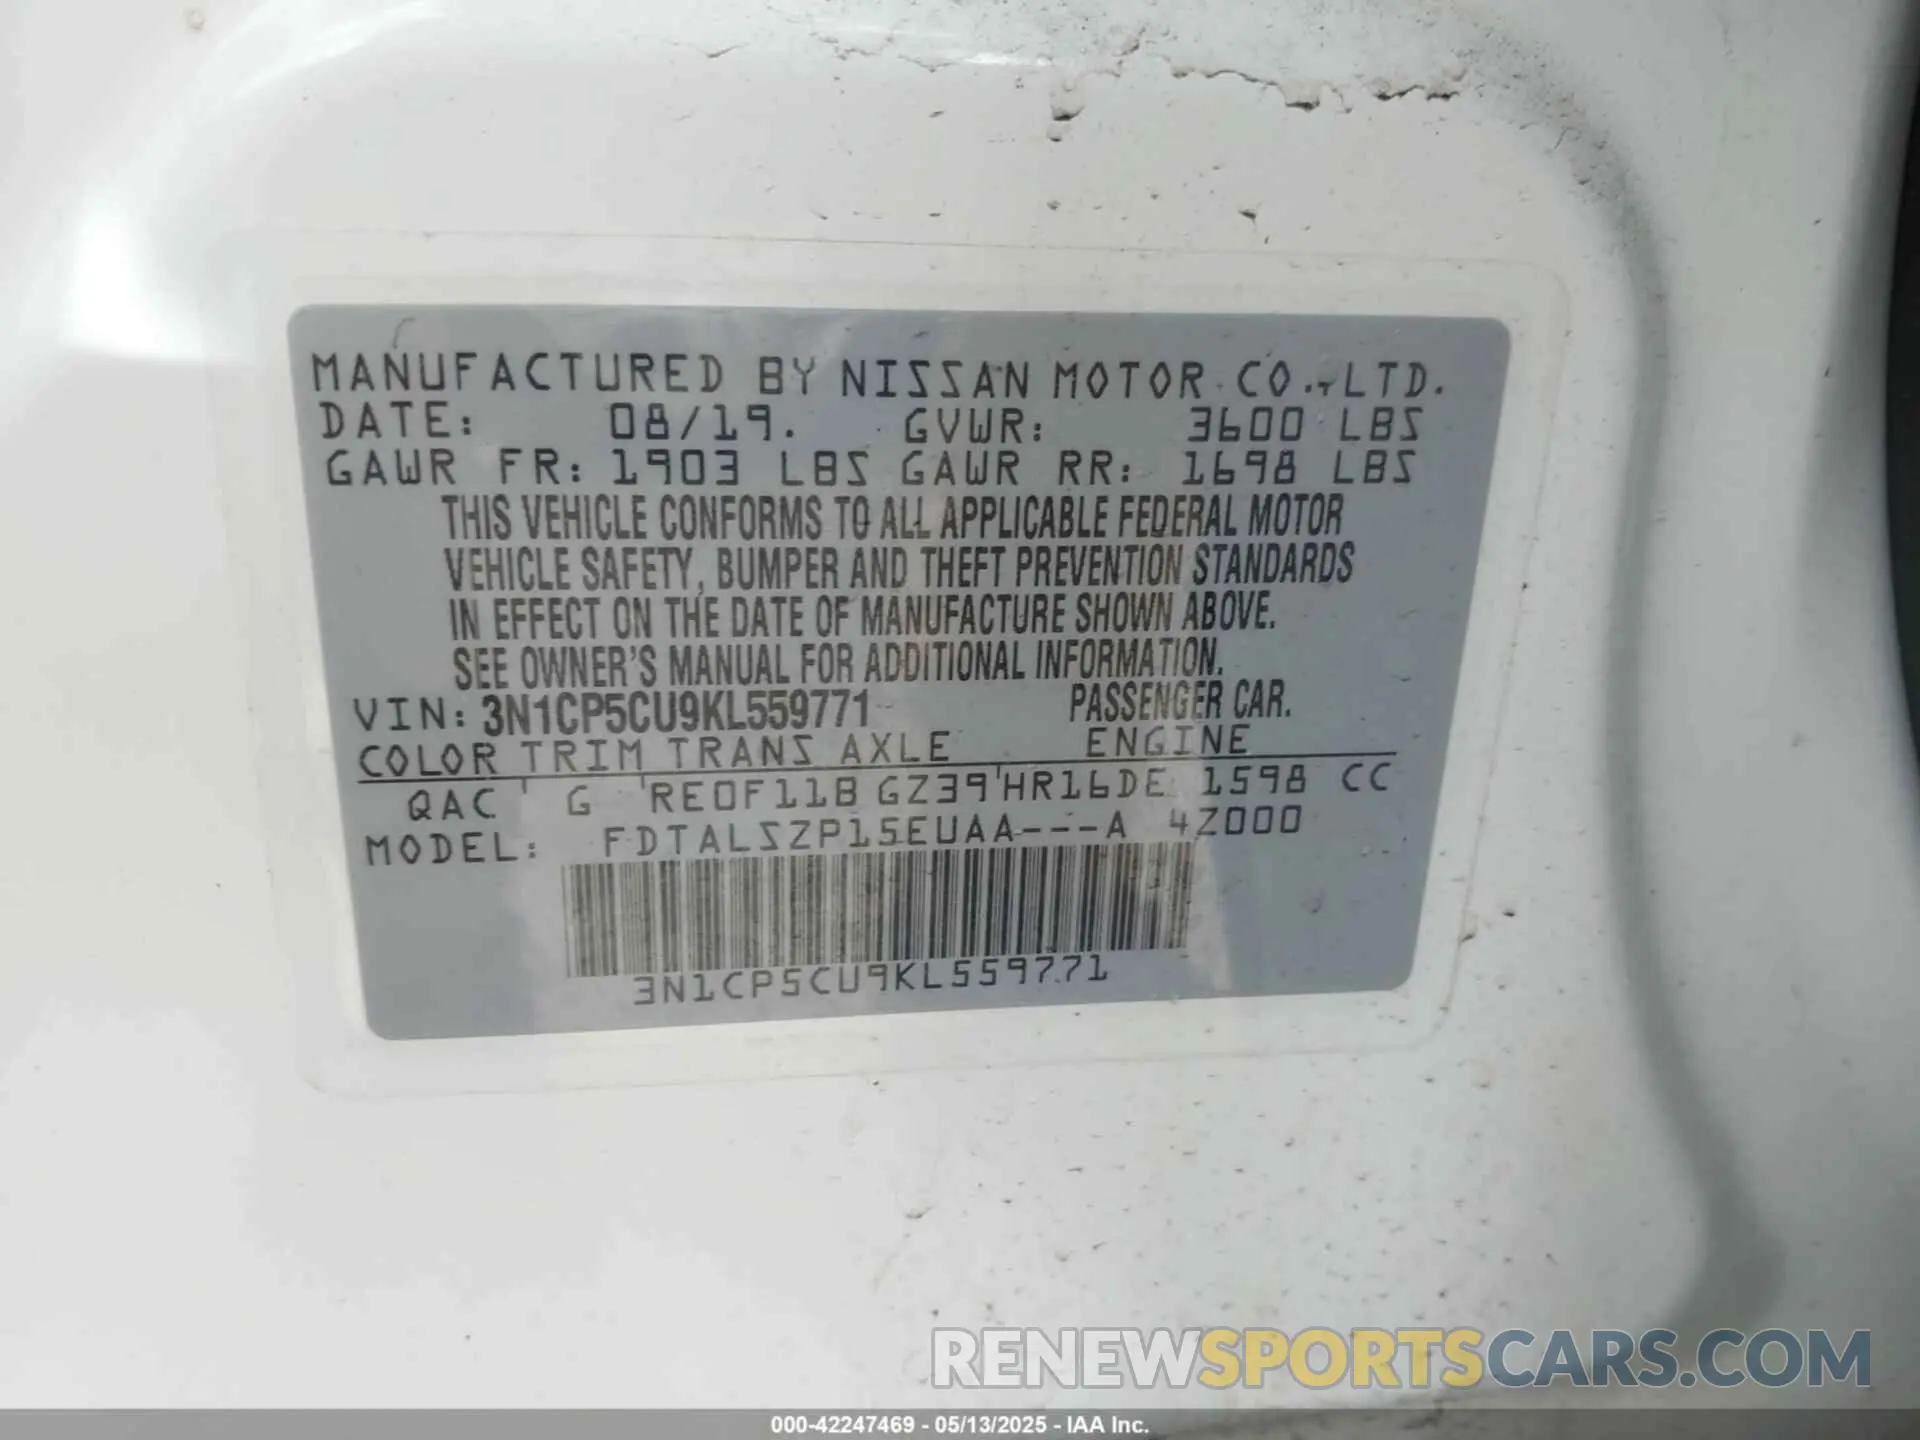 MANUFACTURED BY NISSAN MOTOR CO., LTD.
DATE: 08/19. GVWR: 3600 LBS
GAWR FR: 1903 LBS GAWR RR: 1698 LBS
THIS VEHICLE CONFORMS TO ALL APPLICABLE FEDERAL MOTOR
VEHICLE SAFETY, BUMPER AND THEFT PREVENTION STANDARDS
IN EFFECT ON THE DATE OF MANUFACTURE SHOWN ABOVE.
SEE OWNER'S MANUAL FOR ADDITIONAL INFORMATION.
VIN: 3N1CP5CU9KL559771 PASSENGER CAR.
COLOR TRIM TRANS AXLE ENGINE
QAC G RE0F11B GZ39 HR16DE 1598 CC
MODEL: FDTALSZP15EUAA---A 4Z000
3N1CP5CU9KL559771
RENEWSPORTSCARS.COM
000-42247469 - 05/13/2025 - IAA Inc.